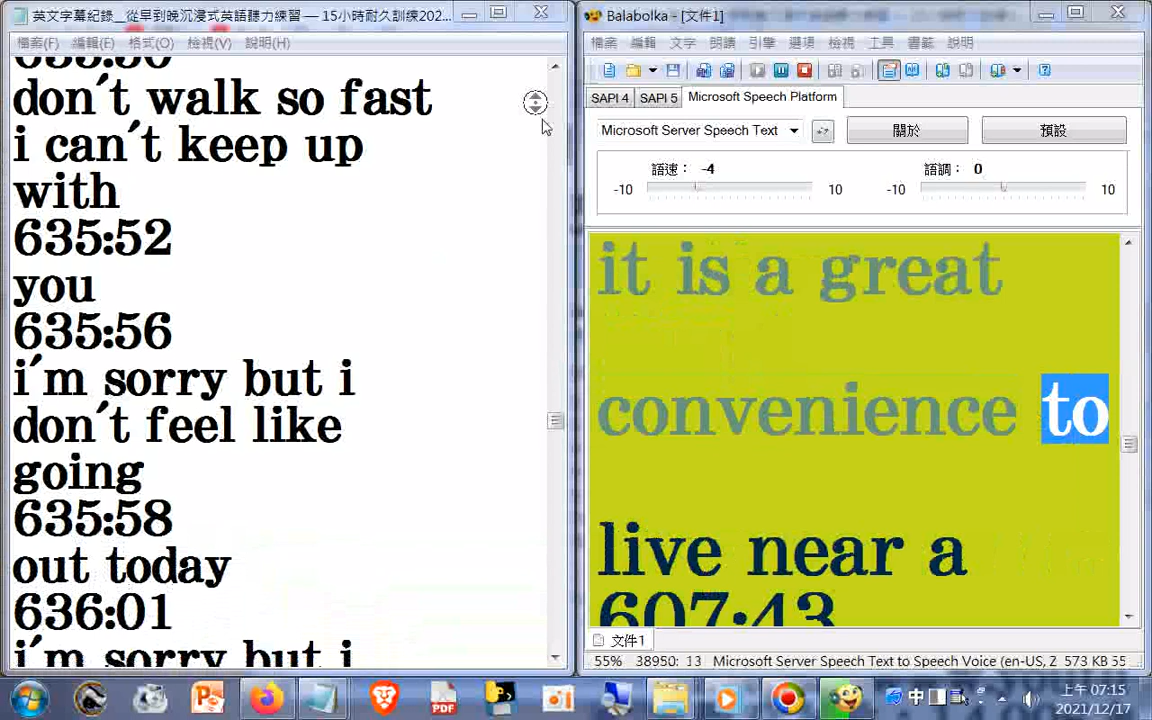 英文字幕紀錄__從早到晚沉浸式英語聽力練習 — 15小時耐久訓練202...
檔案(F) 編輯(E) 格式(O) 檢視(V) 說明(H)
635:50
don't walk so fast
i can't keep up
with
635:52
you
635:56
i'm sorry but i
don't feel like
going
635:58
out today
636:01
i'm sorry but i
Balabolka - [文件1]
檔案 編輯 文字 朗讀 引擎 選項 檢視 工具 書籤 說明
SAPI 4 SAPI 5 Microsoft Speech Platform
Microsoft Server Speech Text 關於 預設
語速： -4 語調： 0
-10 10 -10 10
it is a great
convenience to
live near a
607:43
文件1
55% 38950: 13 Microsoft Server Speech Text to Speech Voice (en-US, 2 573 KB 55
PDF 中 上午 07:15
2021/12/17